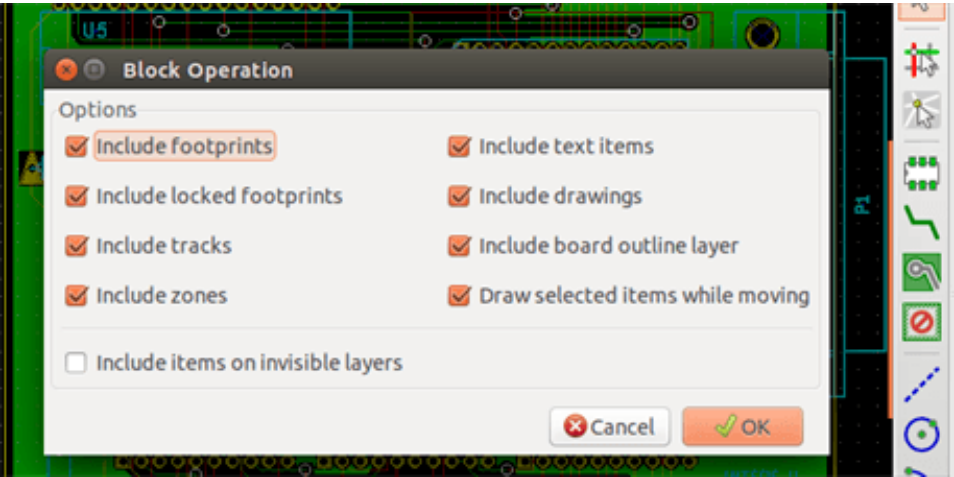 U5
Block Operation
Options
Include footprints
Include text items
Include locked footprints
Include drawings
Include tracks
Include board outline layer
Include zones
Draw selected items while moving
Include items on invisible layers
Cancel
OK
P1